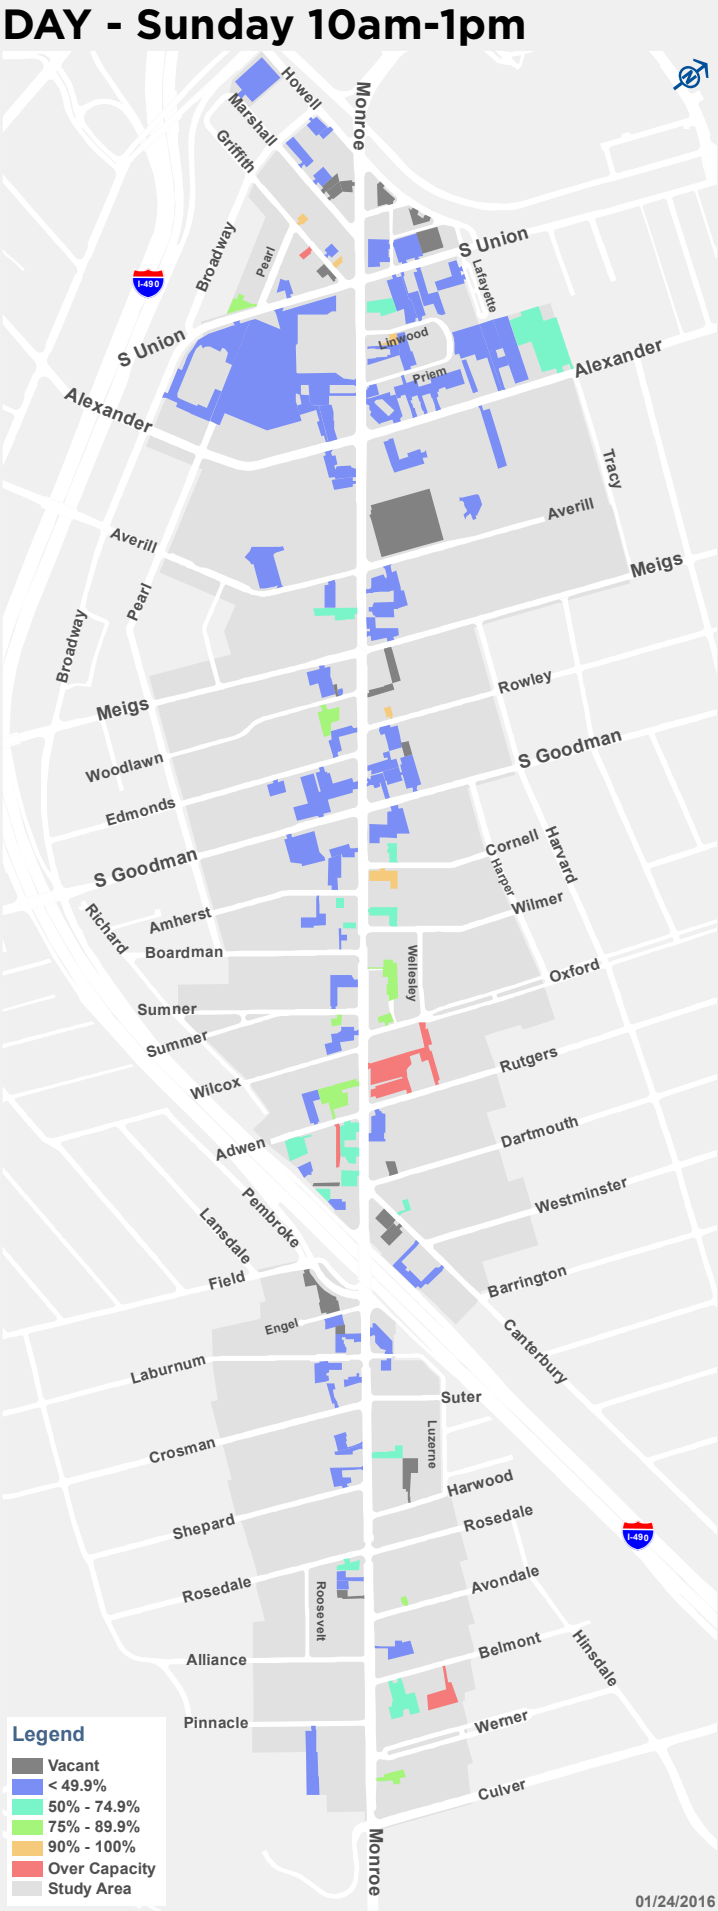 DAY - Sunday 10am-1pm
N
Howell
Monroe
Marshall
Griffith
Broadway
Pearl
S Union
Lafayette
I-490
S Union
Linwood
Priem
Alexander
Alexander
Tracy
Averill
Averill
Meigs
Pearl
Broadway
Rowley
Meigs
S Goodman
Woodlawn
Edmonds
Cornell
Harvard
S Goodman
Harper
Wilmer
Richard
Amherst
Boardman
Wellesley
Oxford
Sumner
Summer
Rutgers
Wilcox
Dartmouth
Adwen
Westminster
Pembroke
Lansdale
Field
Barrington
Engel
Canterbury
Laburnum
Suter
Luzerne
Crosman
Harwood
Shepard
Rosedale
I-490
Rosedale
Avondale
Roosevelt
Belmont
Hinsdale
Alliance
Pinnacle
Werner
Culver
Monroe
Legend
Vacant
< 49.9%
50% - 74.9%
75% - 89.9%
90% - 100%
Over Capacity
Study Area
01/24/2016